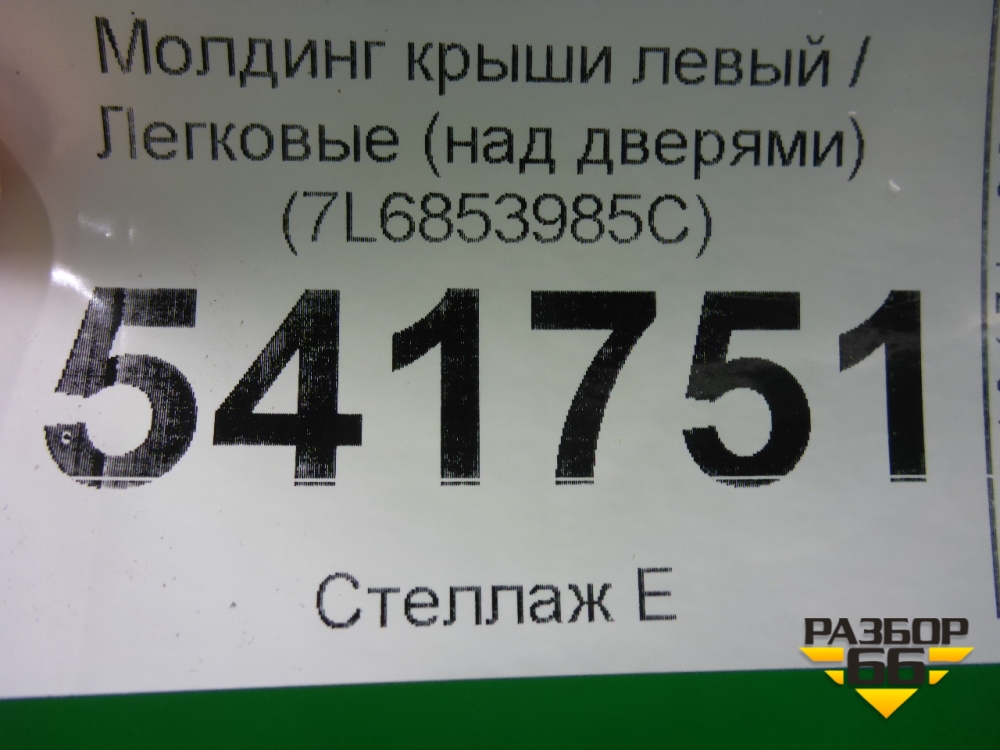 Молдинг крыши левый /
Легковые (над дверями)
(7L6853985C)
541751
Стеллаж Е
РАЗБОР
66